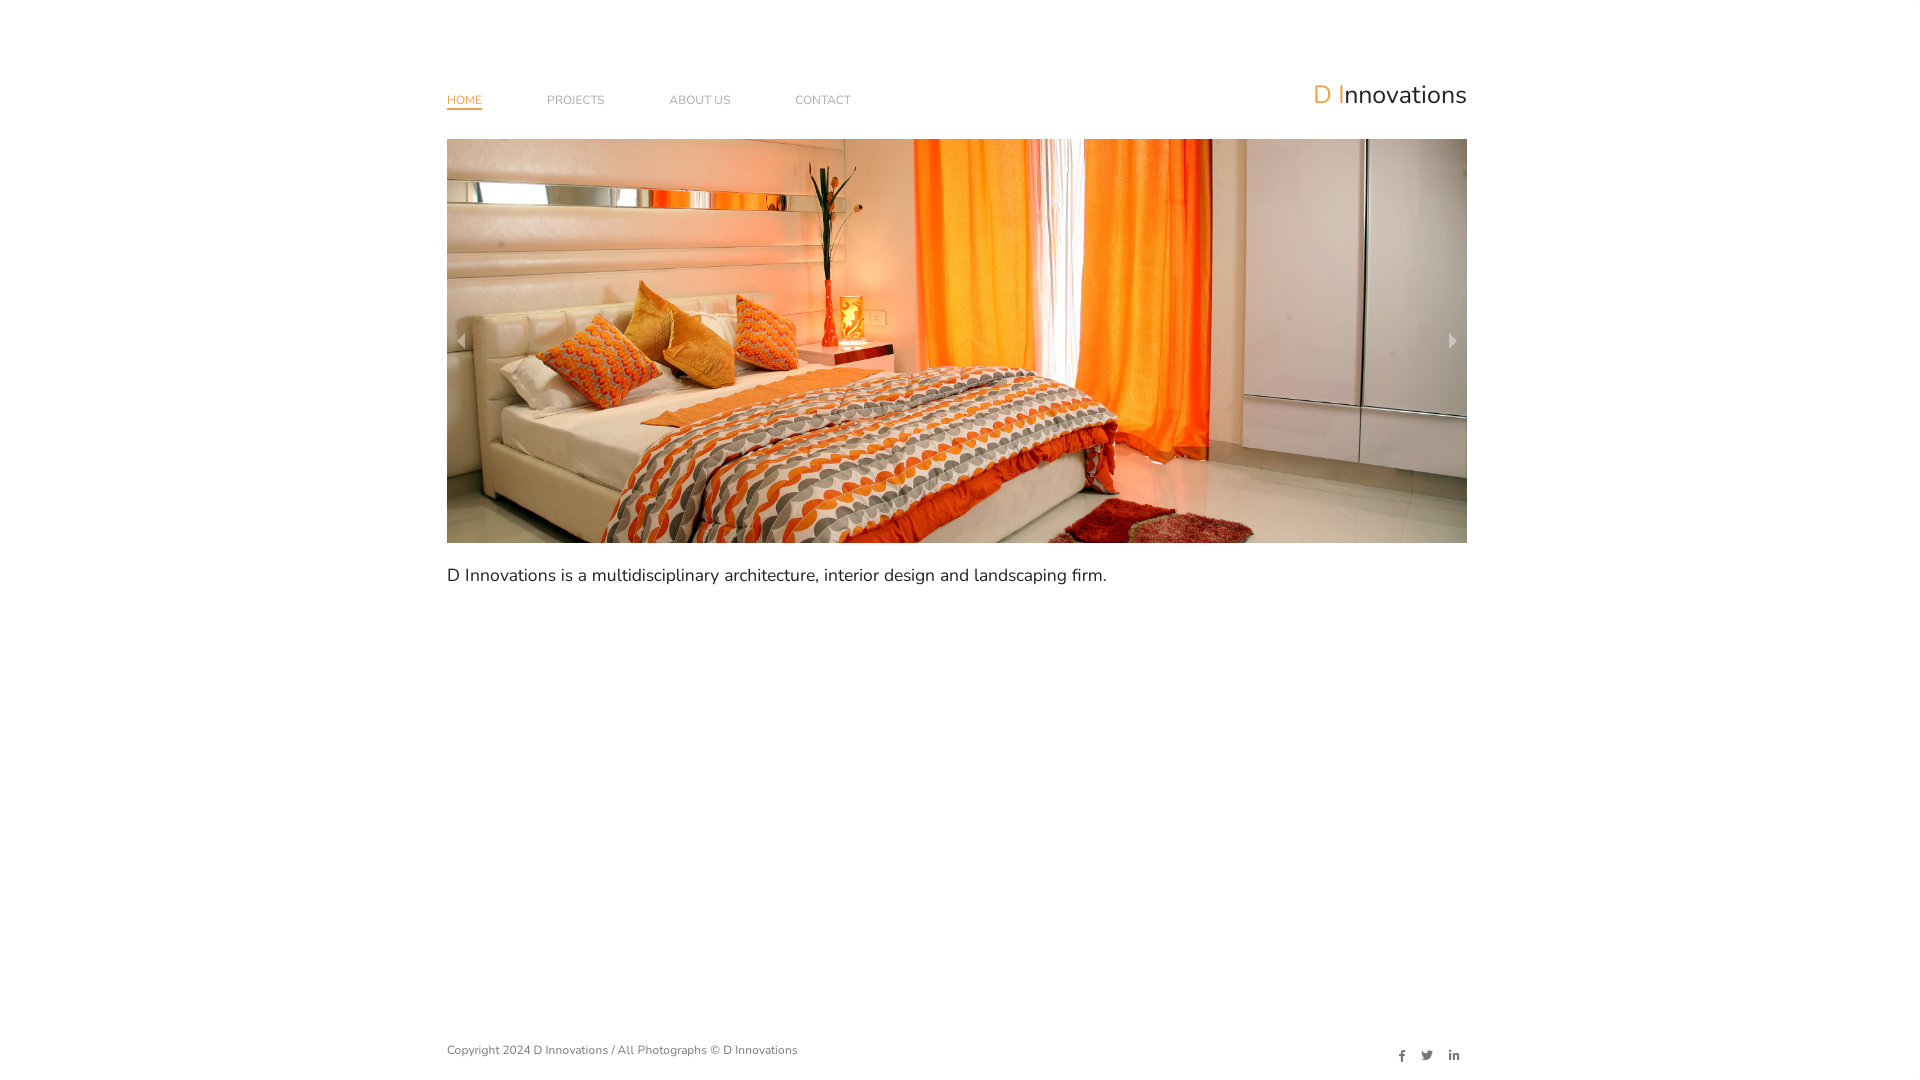 HOME
PROJECTS
ABOUT US
CONTACT
D Innovations
D Innovations is a multidisciplinary architecture, interior design and landscaping firm.
Copyright 2024 D Innovations / All Photographs © D Innovations